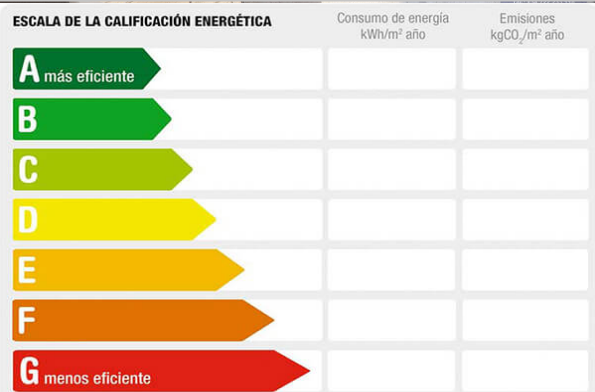 ESCALA DE LA CALIFICACIÓN ENERGÉTICA
Consumo de energía
kWh/m² año
Emisiones
kgCO₂/m² año
A más eficiente
B
C
D
E
F
G menos eficiente